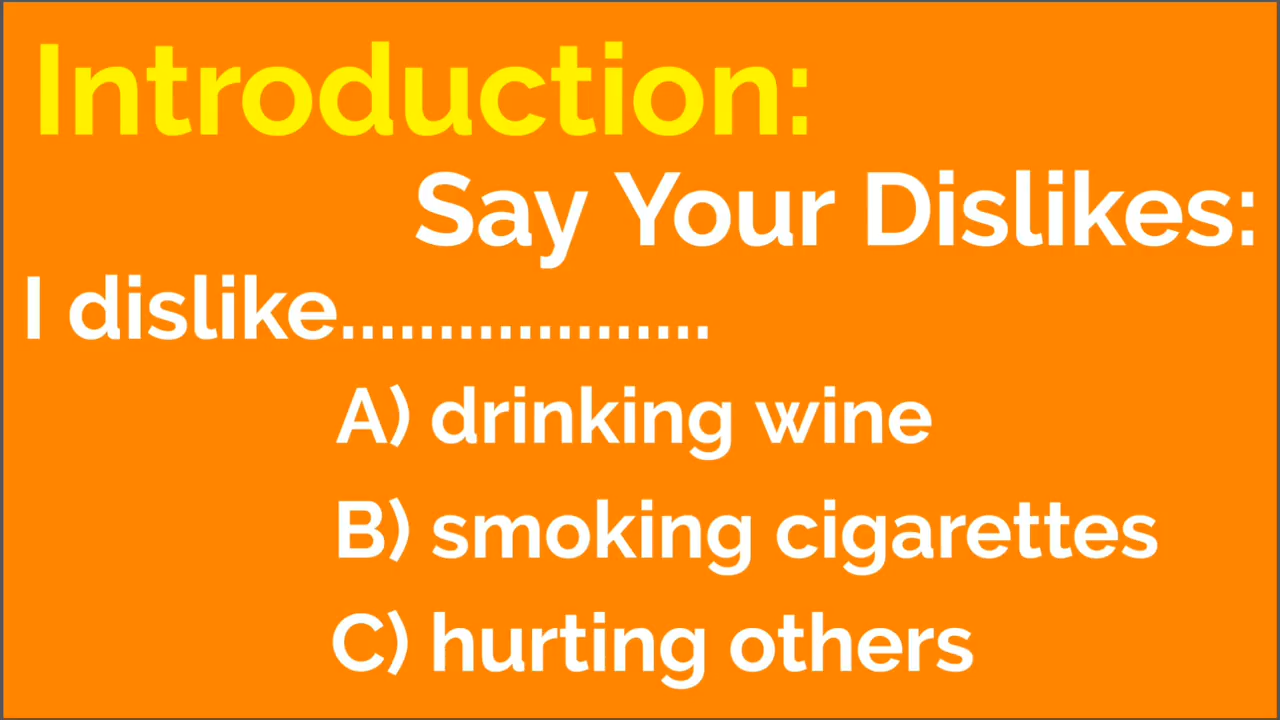 Introduction:
Say Your Dislikes:
I dislike...................
A) drinking wine
B) smoking cigarettes
C) hurting others